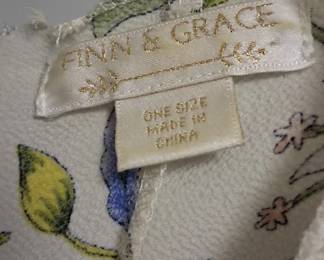 FINN & GRACE
ONE SIZE
MADE IN
CHINA